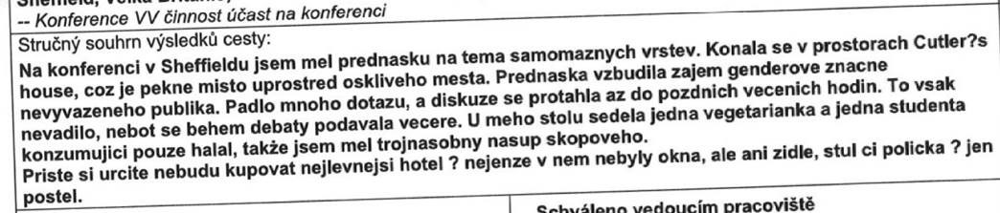 -- Konference VV činnost účast na konferenci
Stručný souhrn výsledků cesty:
Na konferenci v Sheffieldu jsem mel prednasku na tema samomaznych vrstev. Konala se v prostorach Cutler?s
house, coz je pekne misto uprostred oskliveho mesta. Prednaska vzbudila zajem genderove znacne
nevyvazeneho publika. Padlo mnoho dotazu, a diskuze se protahla az do pozdnich vecenich hodin. To vsak
nevadilo, nebot se behem debaty podavala vecere. U meho stolu sedela jedna vegetarianka a jedna studenta
konzumujici pouze halal, takže jsem mel trojnasobny nasup skopoveho.
Priste si urcite nebudu kupovat nejlevnejsi hotel ? nejenze v nem nebyly okna, ale ani zidle, stul ci policka ? jen
postel.
Schváleno vedoucím pracoviště